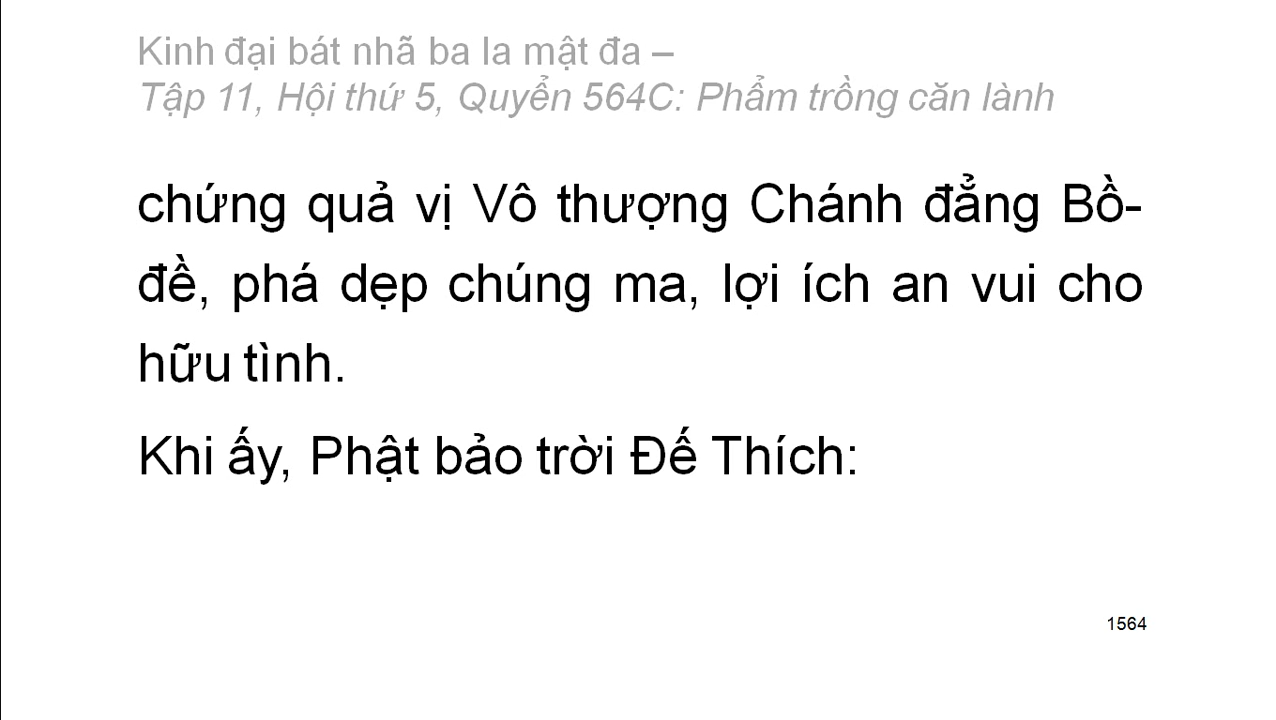 Kinh đại bát nhã ba la mật đa –
Tập 11, Hội thứ 5, Quyển 564C: Phẩm trồng căn lành
chứng quả vị Vô thượng Chánh đẳng Bồ-
đề, phá dẹp chúng ma, lợi ích an vui cho
hữu tình.
Khi ấy, Phật bảo trời Đế Thích:
1564